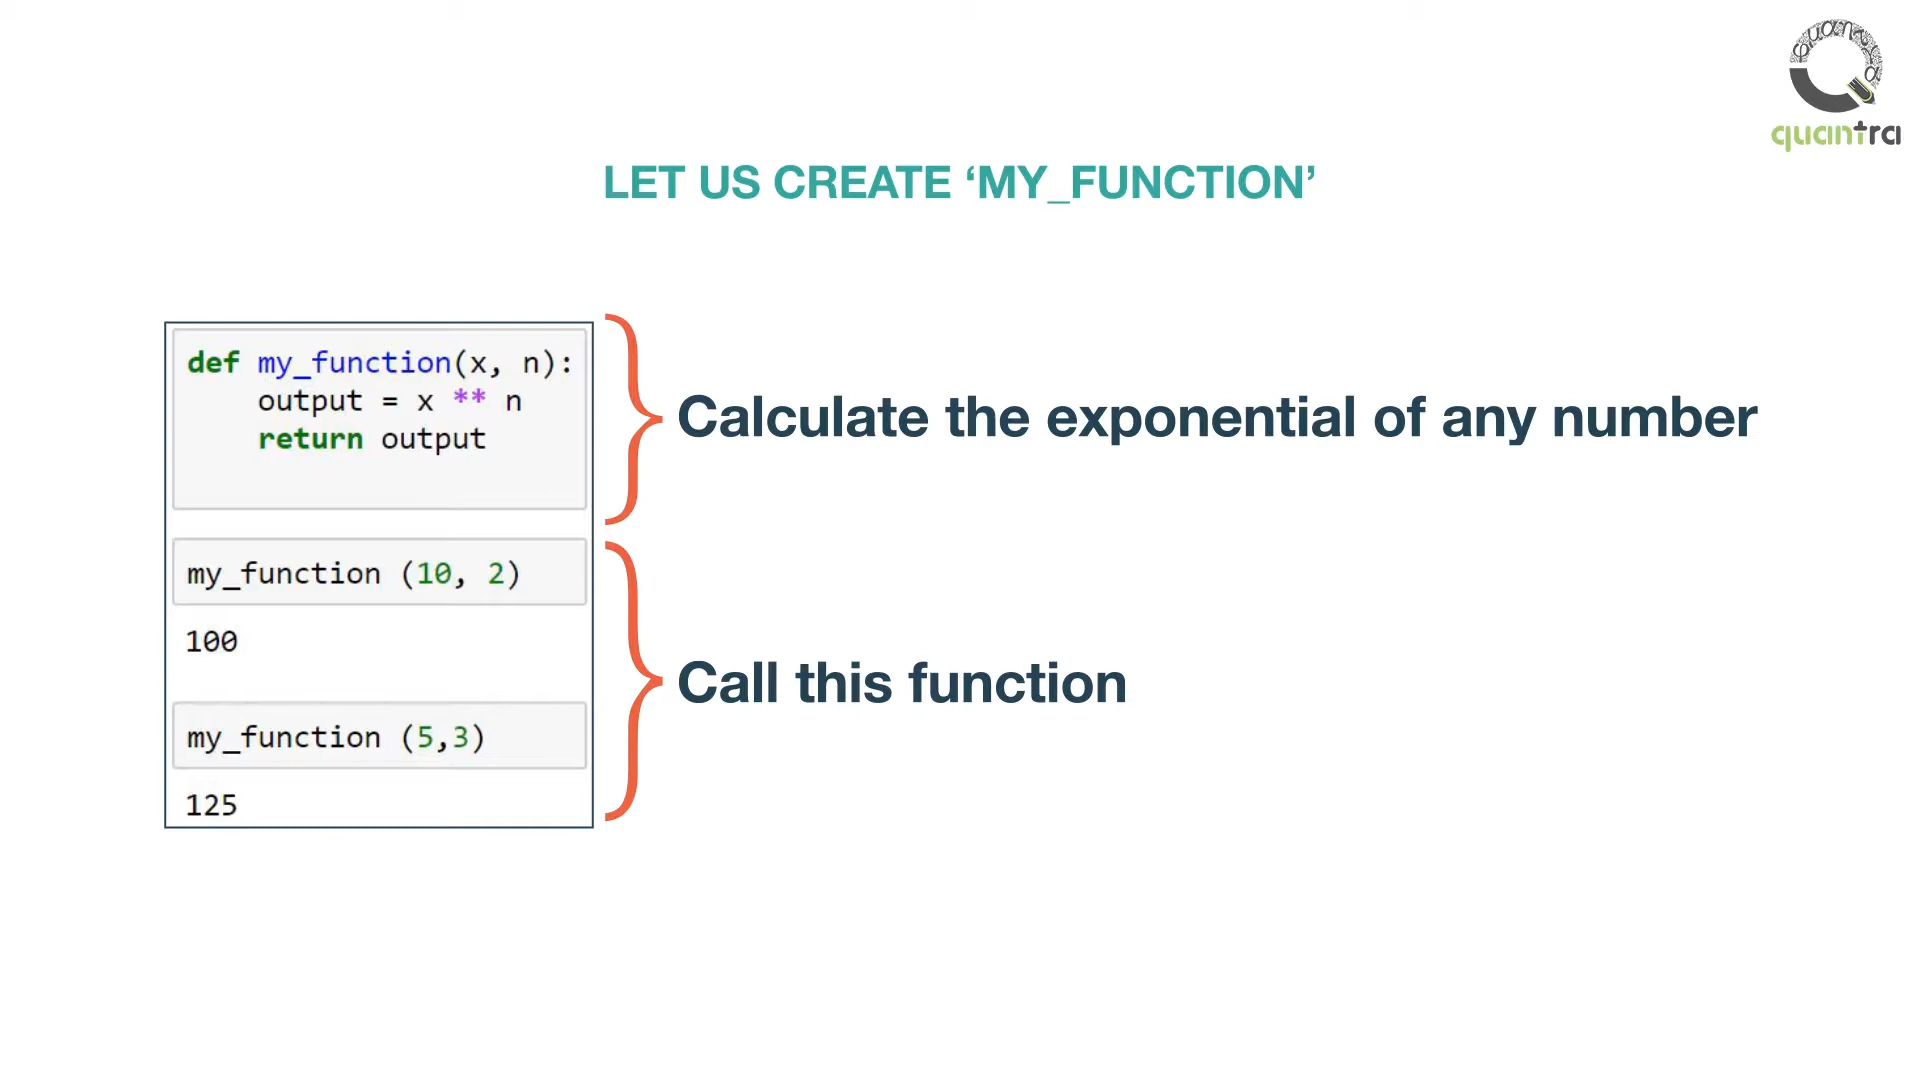 quantra
LET US CREATE ‘MY_FUNCTION’
def my_function(x, n):
    output = x ** n
    return output
Calculate the exponential of any number
my_function (10, 2)
100
my_function (5,3)
125
Call this function